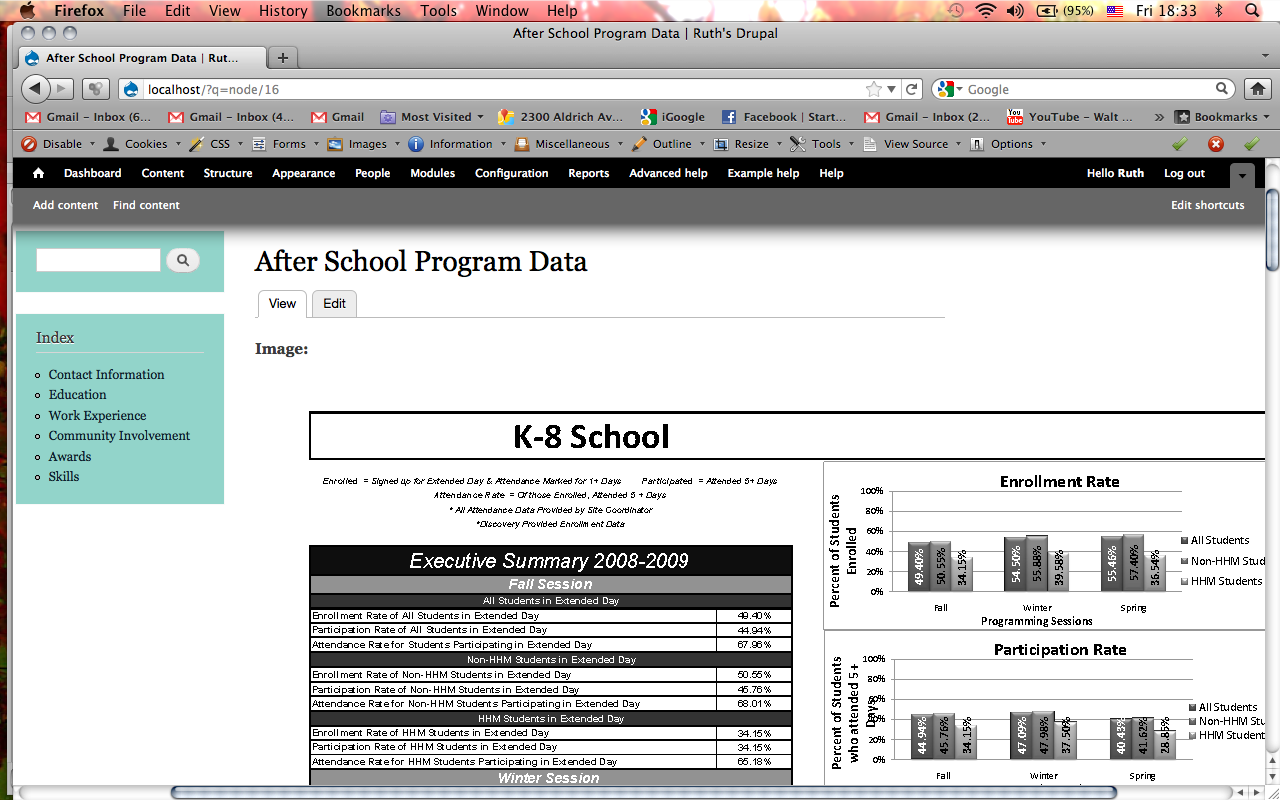 Firefox File Edit View History Bookmarks Tools Window Help (95%) Fri 18:33
After School Program Data | Ruth's Drupal
After School Program Data | Rut...
localhost/?q=node/16 Google
Gmail – Inbox (6... Gmail – Inbox (4... Gmail Most Visited 2300 Aldrich Av... iGoogle Facebook | Start... Gmail – Inbox (2... YouTube – Walt ... » Bookmarks
Disable Cookies CSS Forms Images Information Miscellaneous Outline Resize Tools View Source Options
Dashboard Content Structure Appearance People Modules Configuration Reports Advanced help Example help Help Hello Ruth Log out
Add content Find content Edit shortcuts
After School Program Data
View Edit
Index
Contact Information
Education
Work Experience
Community Involvement
Awards
Skills
Image:
K-8 School
Enrolled = Signed up for Extended Day & Attendance Marked for 1+ Days Participated = Attended 5+ Days
Attendance Rate = Of those Enrolled, Attended 5 + Days
* All Attendance Data Provided by Site Coordinator
*Discovery Provided Enrollment Data
Executive Summary 2008-2009
Fall Session
All Students in Extended Day
Enrollment Rate of All Students in Extended Day 49.40%
Participation Rate of All Students in Extended Day 44.94%
Attendance Rate for Students Participating in Extended Day 67.96%
Non-HHM Students in Extended Day
Enrollment Rate of Non-HHM Students in Extended Day 50.55%
Participation Rate of Non-HHM Students in Extended Day 45.76%
Attendance Rate for Non-HHM Students Participating in Extended Day 68.01%
HHM Students in Extended Day
Enrollment Rate of HHM Students in Extended Day 34.15%
Participation Rate of HHM Students in Extended Day 34.15%
Attendance Rate for HHM Students Participating in Extended Day 65.18%
Winter Session
Enrollment Rate
Percent of Students
Enrolled
100%
80%
60%
40%
20%
0%
49.40% 50.55% 34.15% 54.50% 55.88% 39.58% 55.46% 57.40% 36.54%
Fall Winter Spring
Programming Sessions
All Students
Non-HHM Stud
HHM Students
Participation Rate
Percent of Students
who attended 5 +
Days
100%
80%
60%
40%
20%
0%
44.94% 45.76% 34.15% 47.09% 47.98% 37.50% 40.43% 41.62% 28.85%
Fall Winter Spring
All Students
Non-HHM Stu
HHM Student